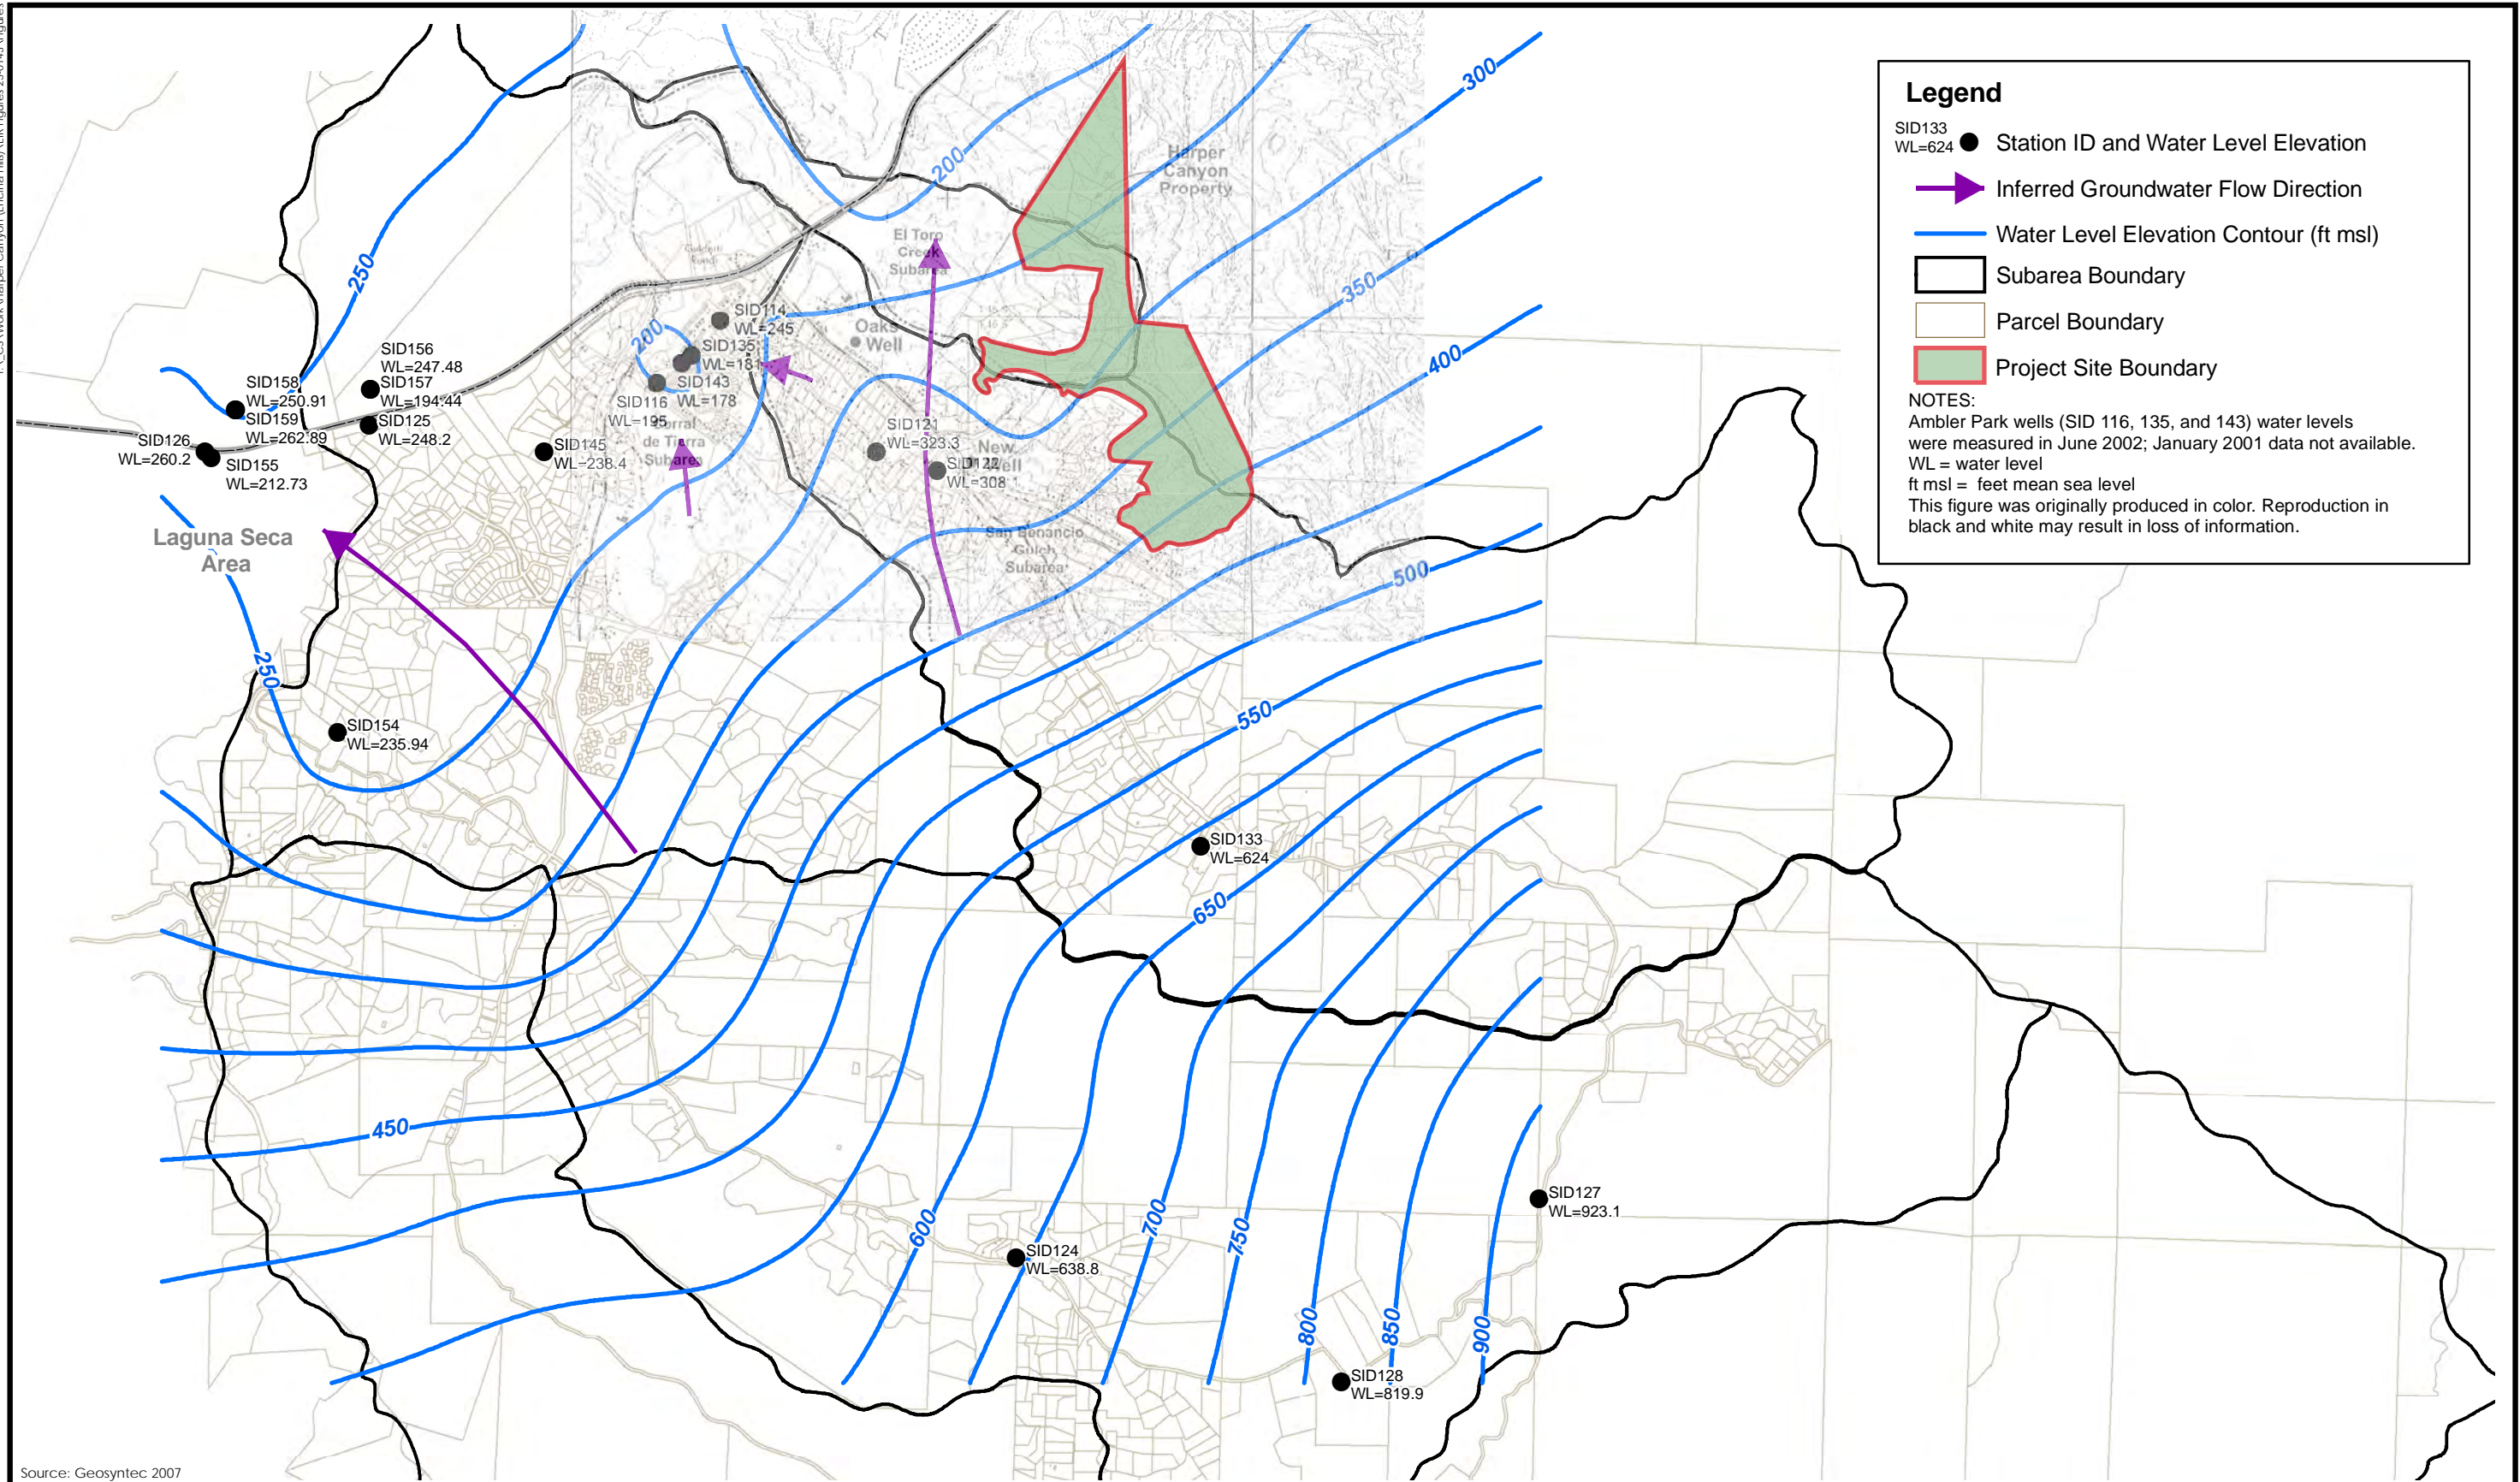 Legend
SID133
WL=624
Station ID and Water Level Elevation
Inferred Groundwater Flow Direction
Water Level Elevation Contour (ft msl)
Subarea Boundary
Parcel Boundary
Project Site Boundary
NOTES:
Ambler Park wells (SID 116, 135, and 143) water levels
were measured in June 2002; January 2001 data not available.
WL = water level
ft msl = feet mean sea level
This figure was originally produced in color. Reproduction in
black and white may result in loss of information.
300
200
Harper
Canyon
Property
El Toro
Creek
Subarea
250
350
SID114
WL=245
Oaks
Well
200
SID135
WL=181
SID143
WL=178
SID116
WL=195
Corral
de Tierra
Subarea
SID156
WL=247.48
SID157
WL=194.44
SID125
WL=248.2
SID158
WL=250.91
SID159
WL=262.89
SID126
WL=260.2
SID155
WL=212.73
SID145
WL=238.4
400
SID121
WL=323.3
New
Well
SID122
WL=308.1
San Benancio
Gulch
Subarea
Laguna Seca
Area
500
250
SID154
WL=235.94
550
SID133
WL=624
650
450
600
700
750
SID127
WL=923.1
SID124
WL=638.8
800
850
900
SID128
WL=819.9
Source: Geosyntec 2007